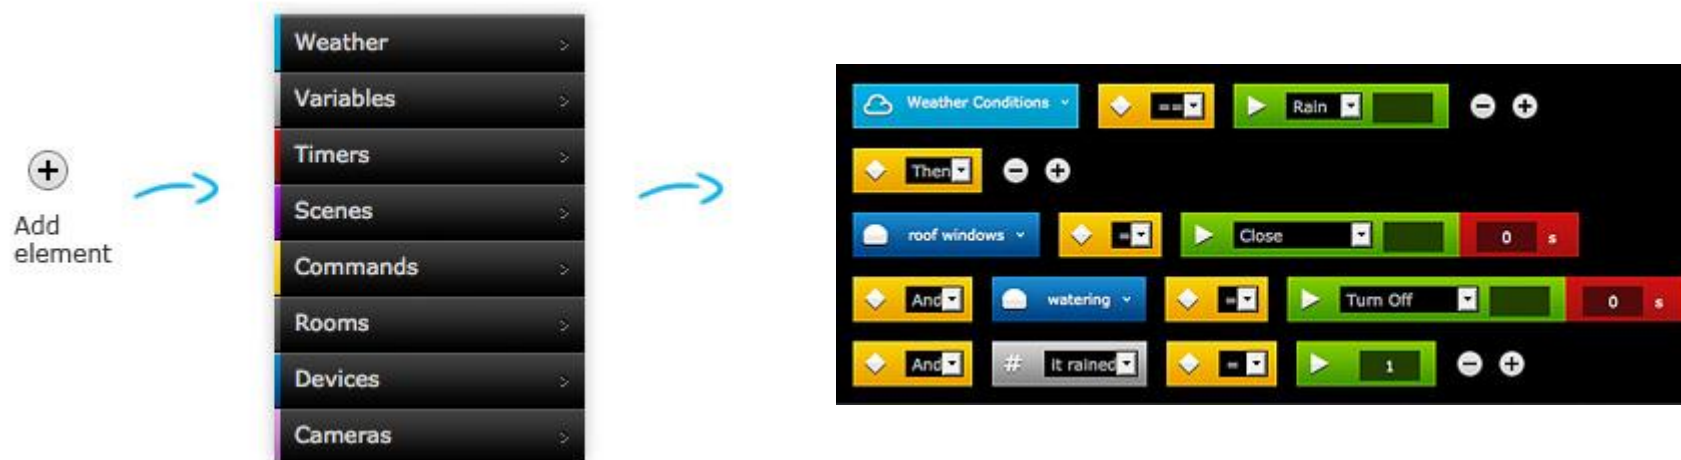 Add
element
Weather
Variables
Timers
Scenes
Commands
Rooms
Devices
Cameras
Weather Conditions == Rain
Then
roof windows = Close 0 s
And watering = Turn Off 0 s
And # it rained = 1